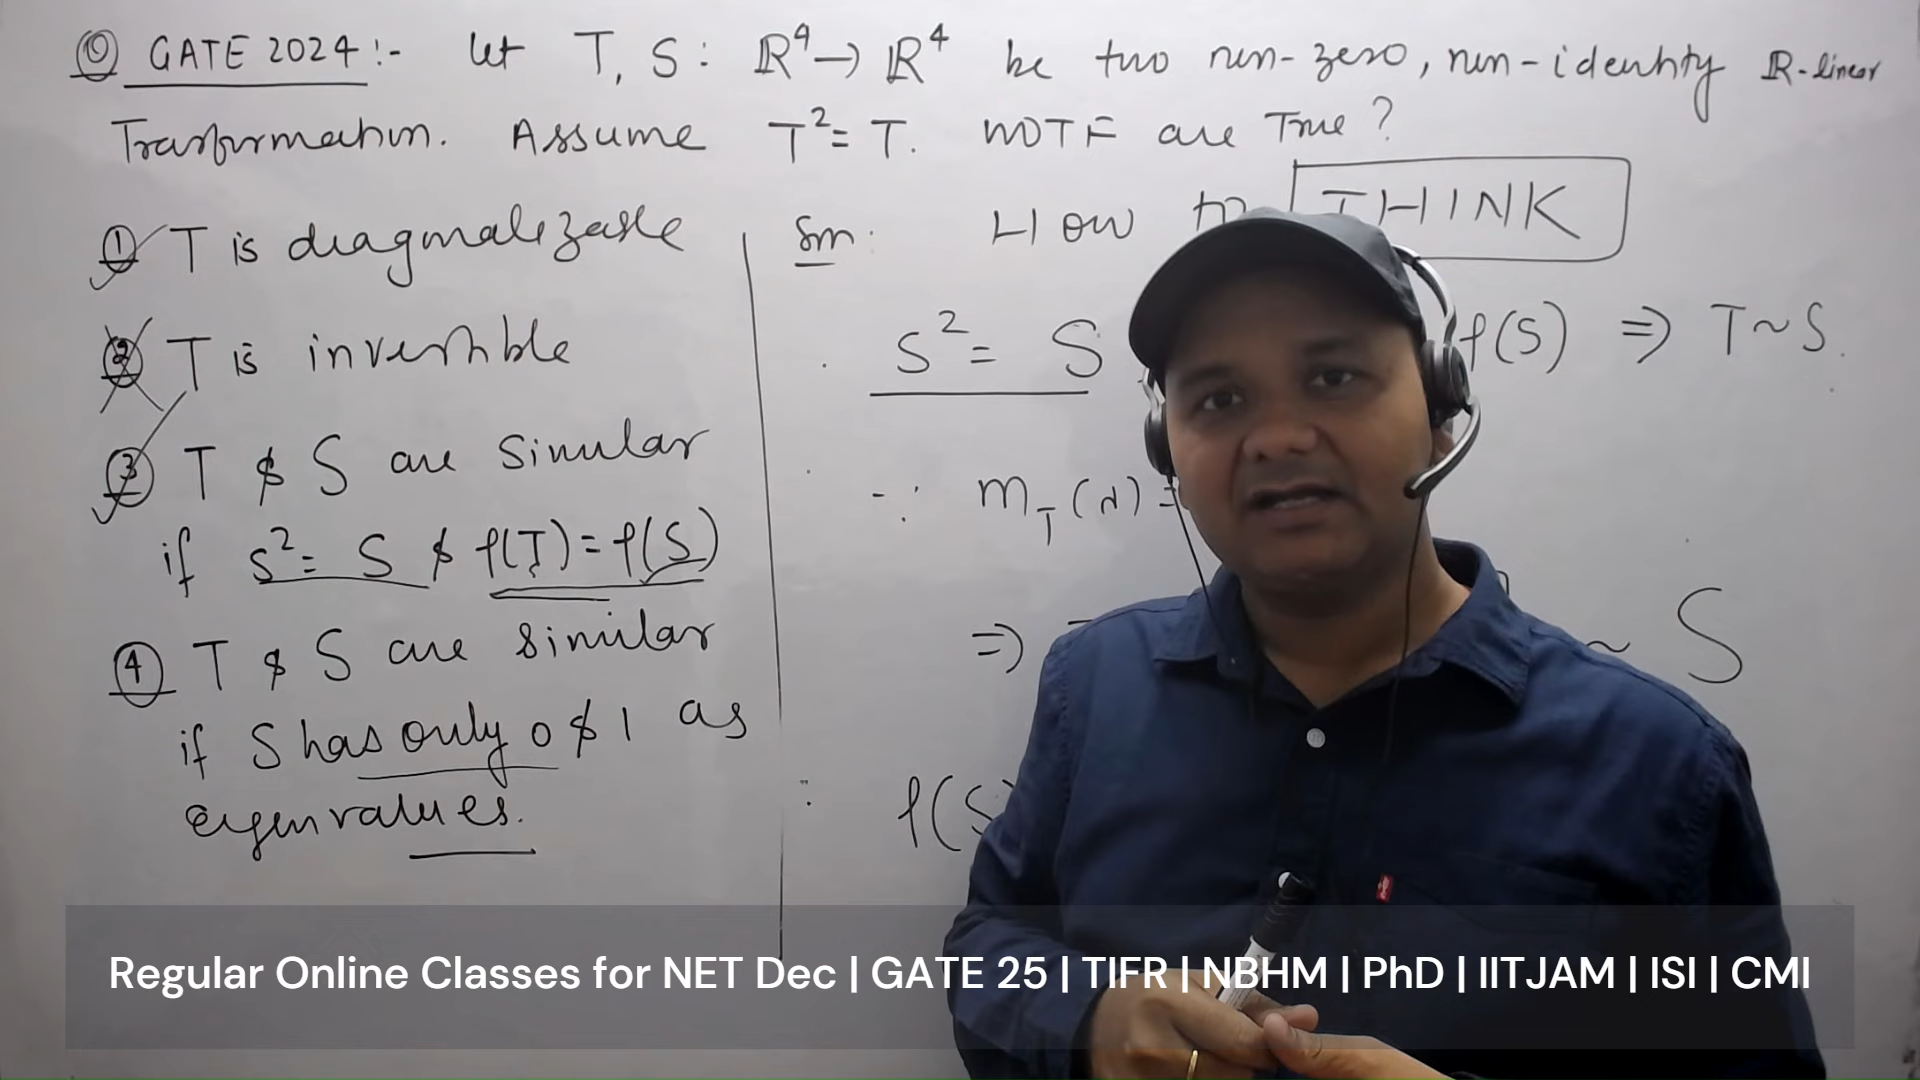 Q GATE 2024 :- let T, S : ℝ⁴ → ℝ⁴ be two non-zero, non-identity ℝ-linear
Transformation. Assume T² = T. WOTF are True ?
① T is diagonalizable
② T is invertible
③ T & S are similar
if S² = S & ρ(T) = ρ(S)
④ T & S are similar
if S has only 0 & 1 as
eigenvalues.
Sol: How to THINK
S² = S ρ(S) ⇒ T ~ S.
∵ m_T(x) =
⇒ ~ S
ρ(S)
Regular Online Classes for NET Dec | GATE 25 | TIFR | NBHM | PhD | IITJAM | ISI | CMI